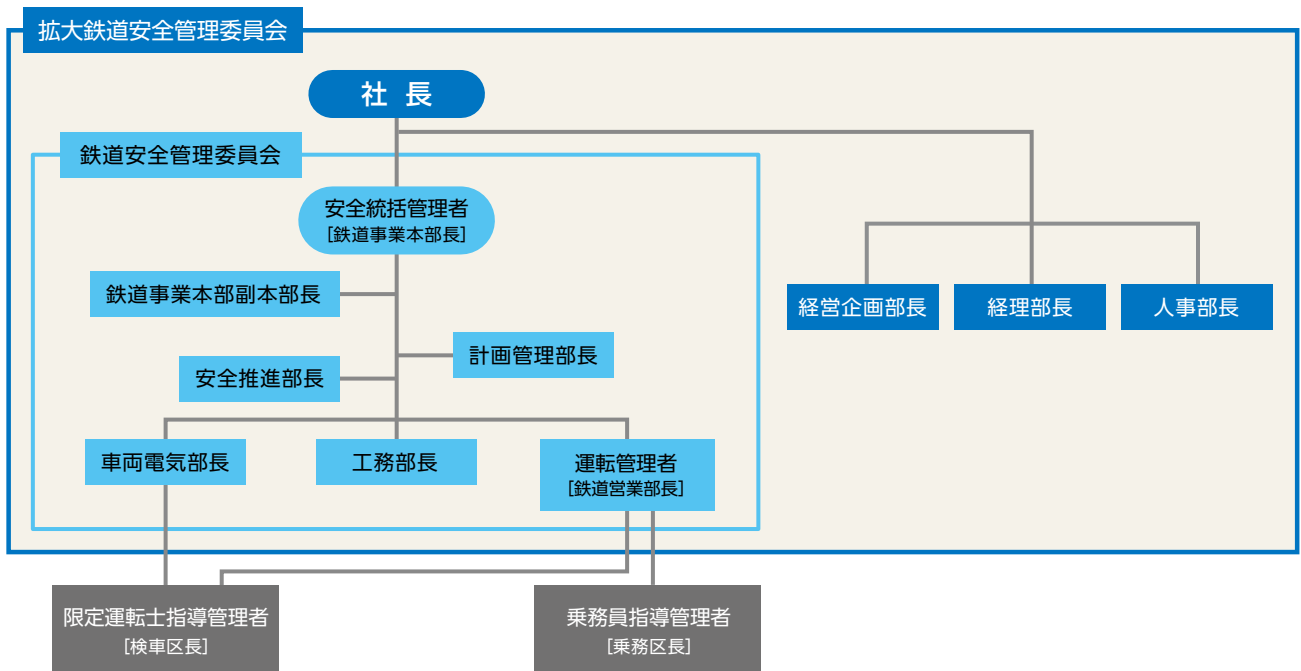 拡大鉄道安全管理委員会
社 長
鉄道安全管理委員会
安全統括管理者
[鉄道事業本部長]
鉄道事業本部副本部長
経営企画部長
経理部長
人事部長
計画管理部長
安全推進部長
車両電気部長
工務部長
運転管理者
[鉄道営業部長]
限定運転士指導管理者
[検車区長]
乗務員指導管理者
[乗務区長]